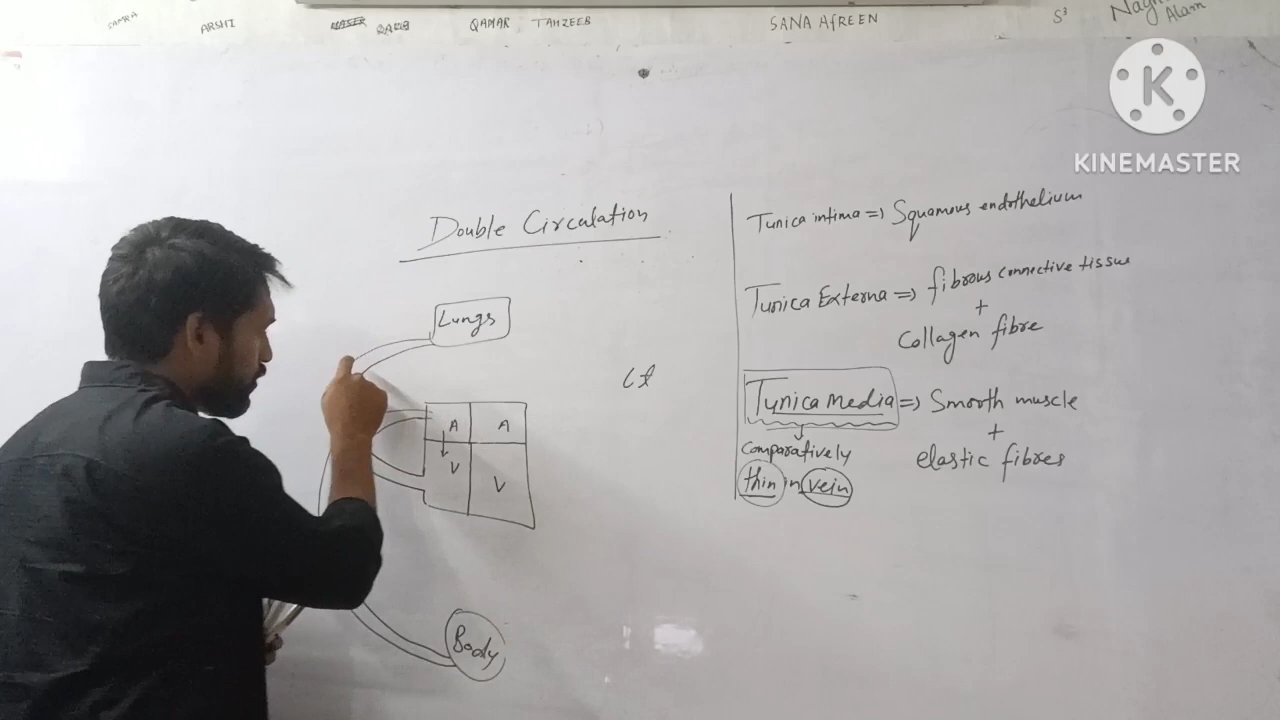 SAMRA
ARSHI
QAMAR TAHZEEB
SANA AFREEN
S³
Alam
K
KINEMASTER
Double Circulation
Lungs
A A
V
V
Body
Tunica intima => Squamous endothelium
Tunica Externa => fibrous connective tissue
+
Collagen fibre
Tunica Media => Smooth muscle
+
elastic fibres
Comparatively
thin in vein